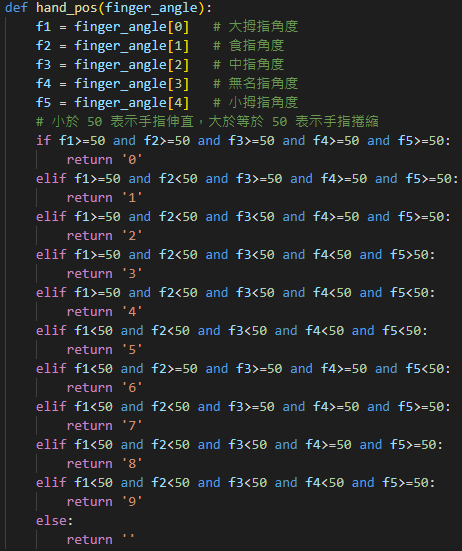 def hand_pos(finger_angle):
    f1 = finger_angle[0]   # 大拇指角度
    f2 = finger_angle[1]   # 食指角度
    f3 = finger_angle[2]   # 中指角度
    f4 = finger_angle[3]   # 無名指角度
    f5 = finger_angle[4]   # 小拇指角度
    # 小於 50 表示手指伸直，大於等於 50 表示手指捲縮
    if f1>=50 and f2>=50 and f3>=50 and f4>=50 and f5>=50:
        return '0'
    elif f1>=50 and f2<50 and f3>=50 and f4>=50 and f5>=50:
        return '1'
    elif f1>=50 and f2<50 and f3<50 and f4>=50 and f5>=50:
        return '2'
    elif f1>=50 and f2<50 and f3<50 and f4<50 and f5>50:
        return '3'
    elif f1>=50 and f2<50 and f3<50 and f4<50 and f5<50:
        return '4'
    elif f1<50 and f2<50 and f3<50 and f4<50 and f5<50:
        return '5'
    elif f1<50 and f2>=50 and f3>=50 and f4>=50 and f5<50:
        return '6'
    elif f1<50 and f2<50 and f3>=50 and f4>=50 and f5>=50:
        return '7'
    elif f1<50 and f2<50 and f3<50 and f4>=50 and f5>=50:
        return '8'
    elif f1<50 and f2<50 and f3<50 and f4<50 and f5>=50:
        return '9'
    else:
        return ''